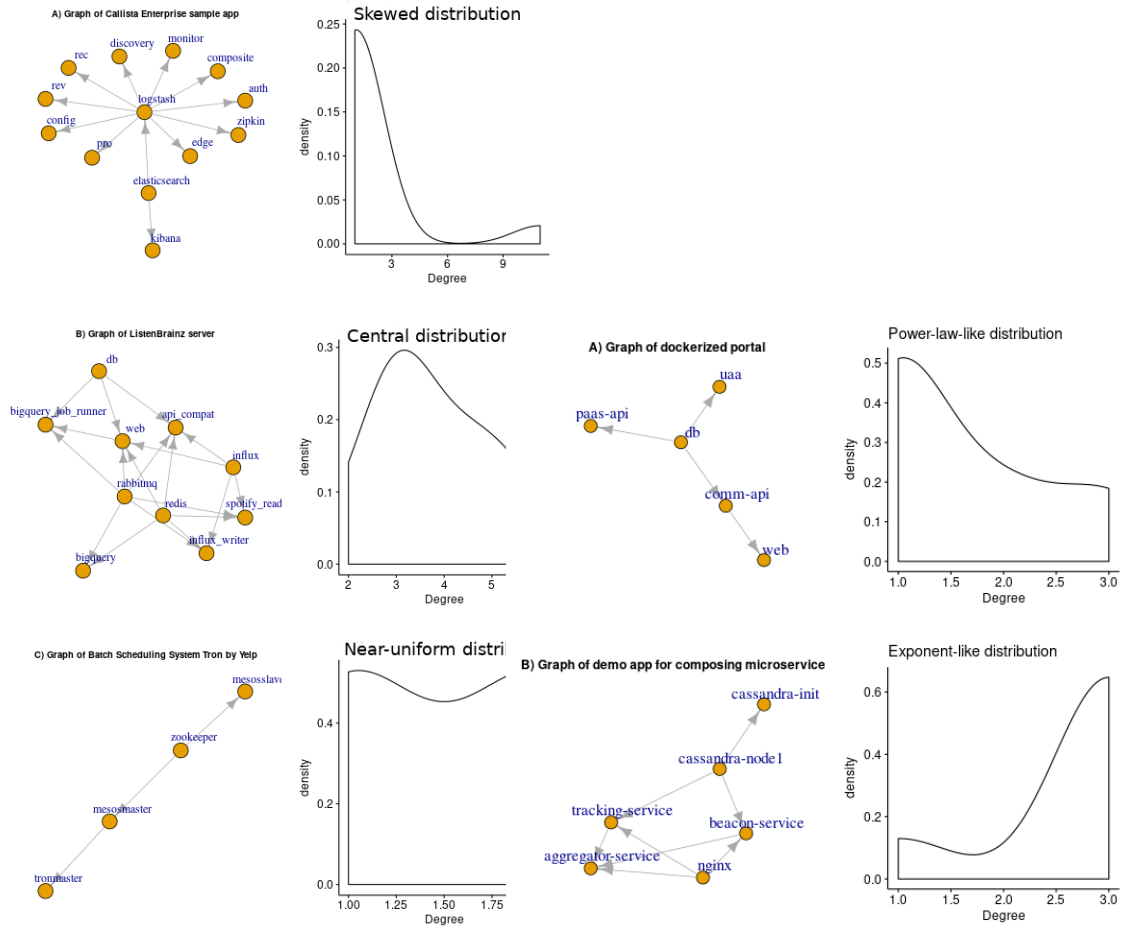 A) Graph of Callista Enterprise sample app
discovery
monitor
rec
composite
rev
auth
logstash
config
zipkin
pro
edge
elasticsearch
kibana
Skewed distribution
density
0.25
0.20
0.15
0.10
0.05
0.00
3 6 9
Degree
B) Graph of ListenBrainz server
db
bigquery_job_runner
api_compat
web
influx
rabbitmq
redis
spotify_read
influx_writer
bigquery
Central distribution
density
0.3
0.2
0.1
0.0
2 3 4 5
Degree
A) Graph of dockerized portal
uaa
paas-api
db
comm-api
web
Power-law-like distribution
density
0.5
0.4
0.3
0.2
0.1
0.0
1.0 1.5 2.0 2.5 3.0
Degree
C) Graph of Batch Scheduling System Tron by Yelp
mesosslave
zookeeper
mesosmaster
tronmaster
Near-uniform distri
density
0.4
0.2
0.0
1.00 1.25 1.50 1.75
Degree
B) Graph of demo app for composing microservice
cassandra-init
cassandra-node1
tracking-service
beacon-service
aggregator-service
nginx
Exponent-like distribution
density
0.6
0.4
0.2
0.0
1.0 1.5 2.0 2.5 3.0
Degree